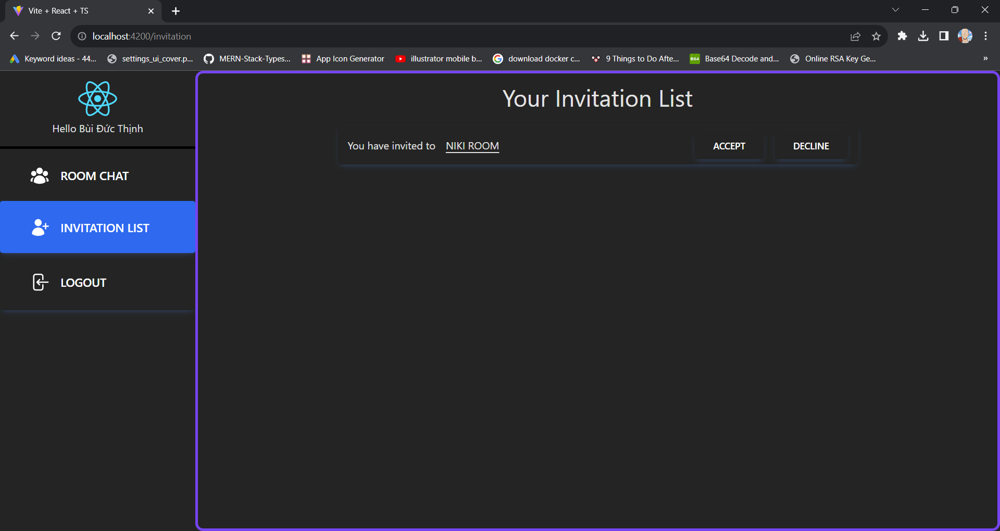 Vite + React + TS
localhost:4200/invitation
Keyword ideas - 44... settings_ui_cover.p... MERN-Stack-Types... App Icon Generator illustrator mobile b... download docker c... 9 Things to Do Afte... B64 Base64 Decode and... Online RSA Key Ge... »
Hello Bùi Đức Thịnh
ROOM CHAT
INVITATION LIST
LOGOUT
Your Invitation List
You have invited to NIKI ROOM ACCEPT DECLINE